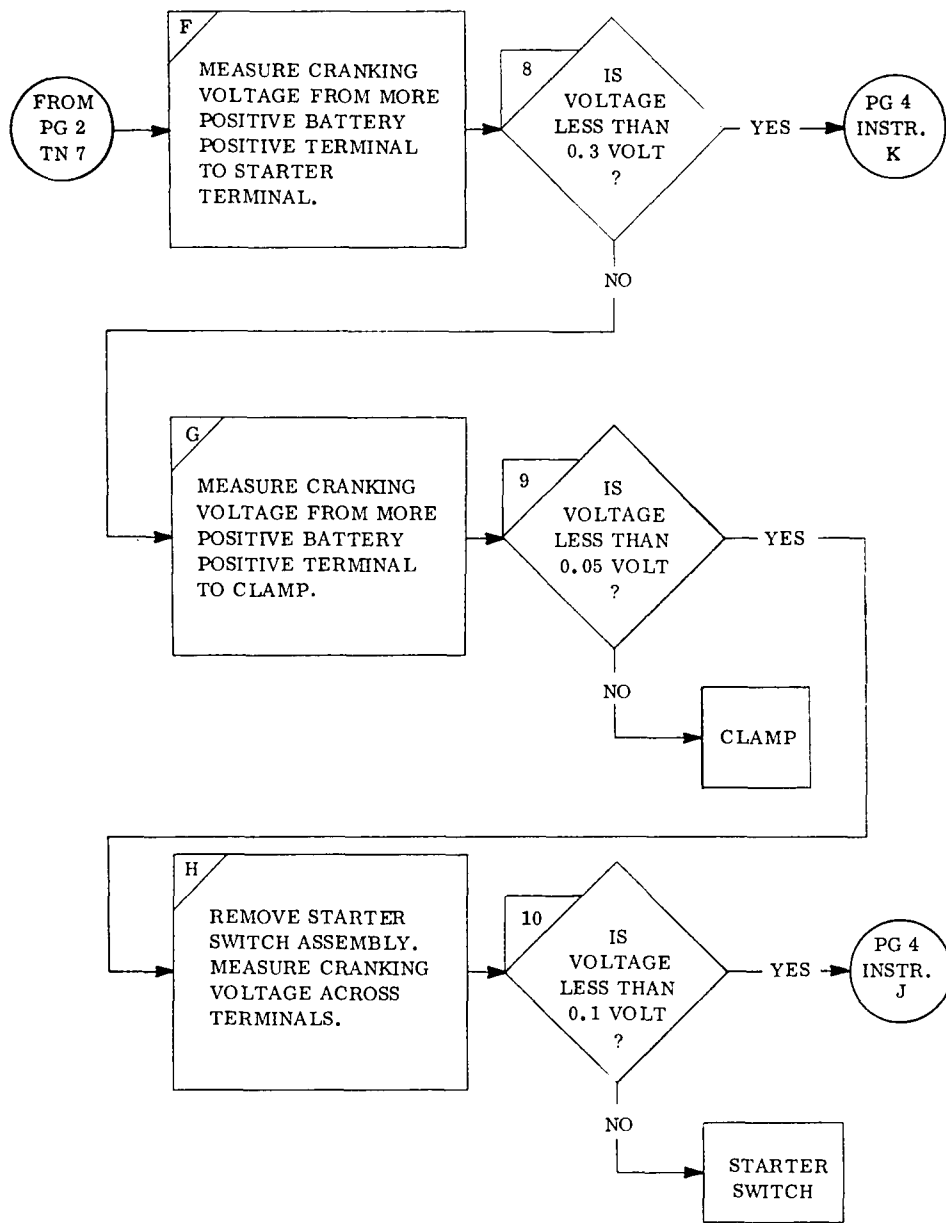 FROM
PG 2
TN 7
F
MEASURE CRANKING
VOLTAGE FROM MORE
POSITIVE BATTERY
POSITIVE TERMINAL
TO STARTER
TERMINAL.
8
IS
VOLTAGE
LESS THAN
0.3 VOLT
?
YES
PG 4
INSTR.
K
NO
G
MEASURE CRANKING
VOLTAGE FROM MORE
POSITIVE BATTERY
POSITIVE TERMINAL
TO CLAMP.
9
IS
VOLTAGE
LESS THAN
0.05 VOLT
?
YES
NO
CLAMP
H
REMOVE STARTER
SWITCH ASSEMBLY.
MEASURE CRANKING
VOLTAGE ACROSS
TERMINALS.
10
IS
VOLTAGE
LESS THAN
0.1 VOLT
?
YES
PG 4
INSTR.
J
NO
STARTER
SWITCH